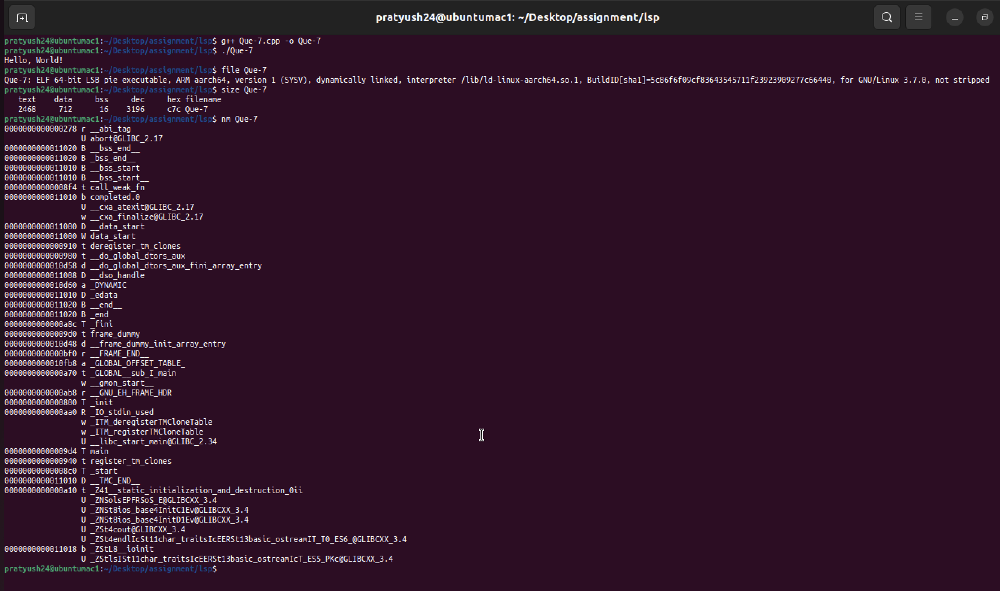 pratyush24@ubuntumac1: ~/Desktop/assignment/lsp
pratyush24@ubuntumac1:~/Desktop/assignment/lsp$ g++ Que-7.cpp -o Que-7
pratyush24@ubuntumac1:~/Desktop/assignment/lsp$ ./Que-7
Hello, World!
pratyush24@ubuntumac1:~/Desktop/assignment/lsp$ file Que-7
Que-7: ELF 64-bit LSB pie executable, ARM aarch64, version 1 (SYSV), dynamically linked, interpreter /lib/ld-linux-aarch64.so.1, BuildID[sha1]=5c86f6f09cf83643545711f23923909277c66440, for GNU/Linux 3.7.0, not stripped
pratyush24@ubuntumac1:~/Desktop/assignment/lsp$ size Que-7
   text    data     bss     dec     hex filename
   2468     712      16    3196     c7c Que-7
pratyush24@ubuntumac1:~/Desktop/assignment/lsp$ nm Que-7
0000000000000278 r __abi_tag
                 U abort@GLIBC_2.17
0000000000011020 B __bss_end__
0000000000011020 B _bss_end__
0000000000011010 B __bss_start
0000000000011010 B __bss_start__
00000000000008f4 t call_weak_fn
0000000000011010 b completed.0
                 U __cxa_atexit@GLIBC_2.17
                 w __cxa_finalize@GLIBC_2.17
0000000000011000 D __data_start
0000000000011000 W data_start
0000000000000910 t deregister_tm_clones
0000000000000980 t __do_global_dtors_aux
0000000000010d58 d __do_global_dtors_aux_fini_array_entry
0000000000011008 D __dso_handle
0000000000010d60 a _DYNAMIC
0000000000011010 D _edata
0000000000011020 B __end__
0000000000011020 B _end
0000000000000a8c T _fini
00000000000009d0 t frame_dummy
0000000000010d48 d __frame_dummy_init_array_entry
0000000000000bf0 r __FRAME_END__
0000000000010fb8 a _GLOBAL_OFFSET_TABLE_
0000000000000a70 t _GLOBAL__sub_I_main
                 w __gmon_start__
0000000000000ab8 r __GNU_EH_FRAME_HDR
0000000000000800 T _init
0000000000000aa0 R _IO_stdin_used
                 w _ITM_deregisterTMCloneTable
                 w _ITM_registerTMCloneTable
                 U __libc_start_main@GLIBC_2.34
00000000000009d4 T main
0000000000000940 t register_tm_clones
00000000000008c0 T _start
0000000000011010 D __TMC_END__
0000000000000a10 t _Z41__static_initialization_and_destruction_0ii
                 U _ZNSolsEPFRSoS_E@GLIBCXX_3.4
                 U _ZNSt8ios_base4InitC1Ev@GLIBCXX_3.4
                 U _ZNSt8ios_base4InitD1Ev@GLIBCXX_3.4
                 U _ZSt4cout@GLIBCXX_3.4
                 U _ZSt4endlIcSt11char_traitsIcEERSt13basic_ostreamIT_T0_ES6_@GLIBCXX_3.4
0000000000011018 b _ZStL8__ioinit
                 U _ZStlsISt11char_traitsIcEERSt13basic_ostreamIcT_ES5_PKc@GLIBCXX_3.4
pratyush24@ubuntumac1:~/Desktop/assignment/lsp$